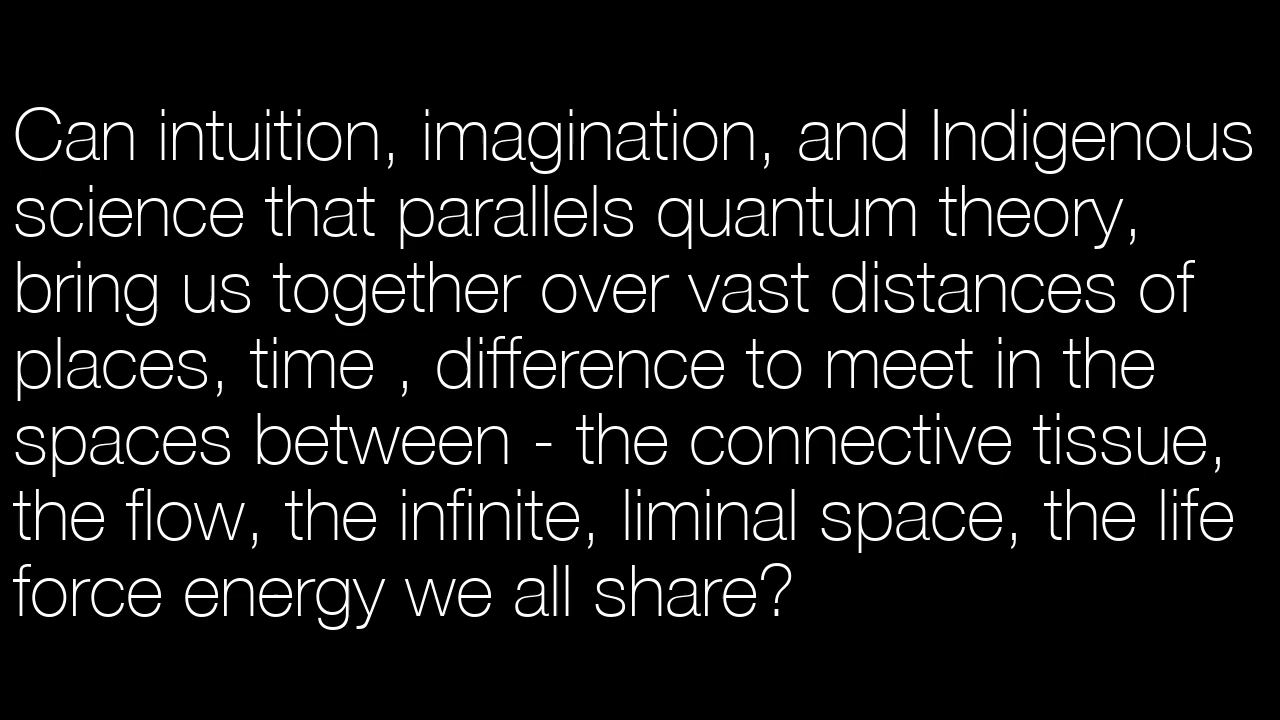 Can intuition, imagination, and Indigenous
science that parallels quantum theory,
bring us together over vast distances of
places, time , difference to meet in the
spaces between - the connective tissue,
the flow, the infinite, liminal space, the life
force energy we all share?